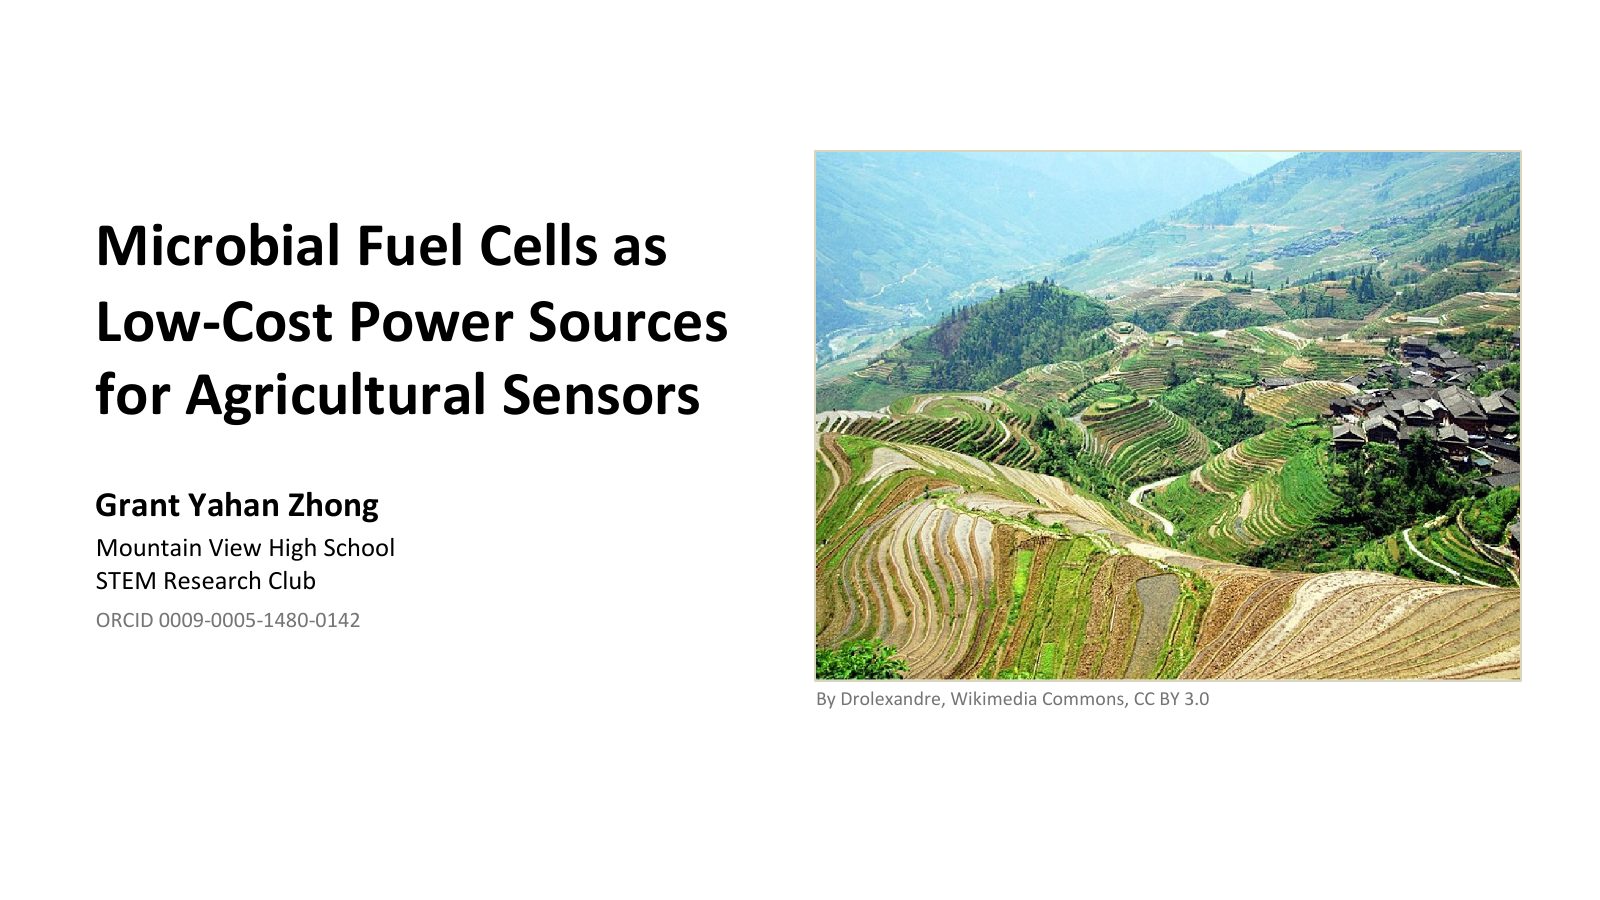 Microbial Fuel Cells as
Low-Cost Power Sources
for Agricultural Sensors
Grant Yahan Zhong
Mountain View High School
STEM Research Club
ORCID 0009-0005-1480-0142
By Drolexandre, Wikimedia Commons, CC BY 3.0